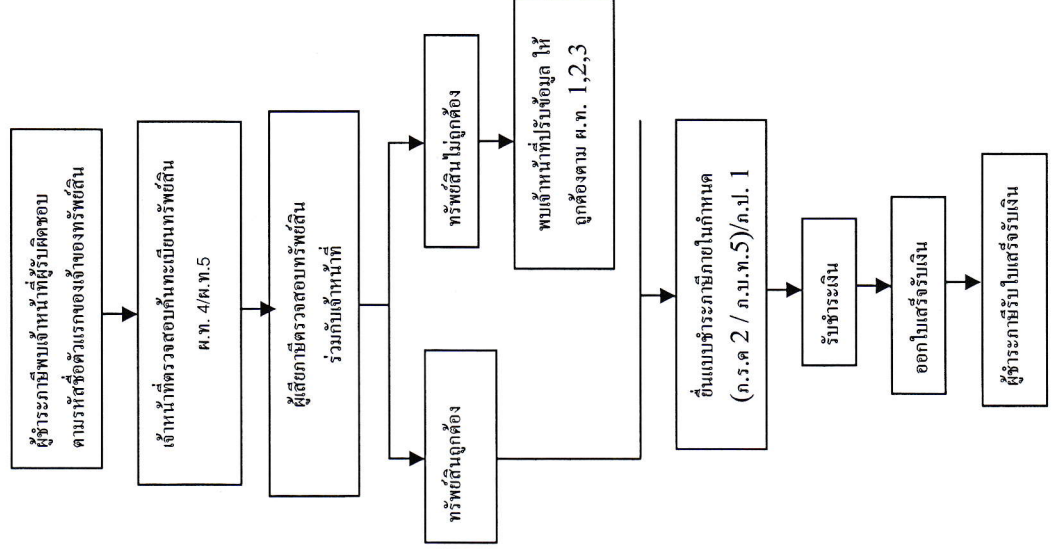 ผู้ชำระภาษีพบเจ้าหน้าที่ผู้รับผิดชอบ
ตามรหัสชื่อตัวแรกของเจ้าของทรัพย์สิน
เจ้าหน้าที่ตรวจสอบค้นทะเบียนทรัพย์สิน
ผ.ท. 4/ผ.ท.5
ผู้เสียภาษีตรวจสอบทรัพย์สิน
ร่วมกับเจ้าหน้าที่
ทรัพย์สินถูกต้อง
ทรัพย์สินไม่ถูกต้อง
พบเจ้าหน้าที่ปรับข้อมูล ให้
ถูกต้องตาม ผ.ท. 1,2,3
ยื่นแบบชำระภาษีภายในกำหนด
(ภ.ร.ด 2 / ภ.บ.ท.5)/ภ.ป. 1
รับชำระเงิน
ออกใบเสร็จรับเงิน
ผู้ชำระภาษีรับใบเสร็จรับเงิน